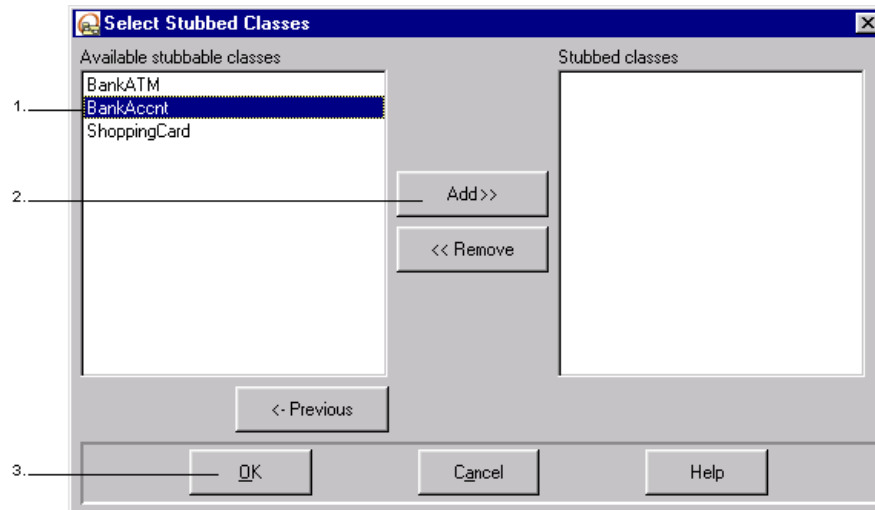 Select Stubbed Classes
Available stubbable classes
Stubbed classes
BankATM
1.
BankAccnt
ShoppingCard
2.
Add>>
<< Remove
<- Previous
3.
OK
Cancel
Help